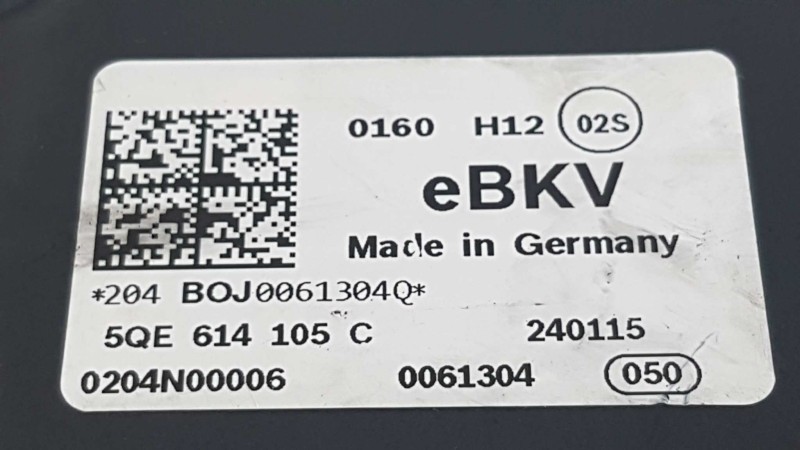 0160 H12 02S
eBKV
Made in Germany
*204 BOJ0061304Q*
5QE 614 105 C 240115
0204N00006 0061304 050